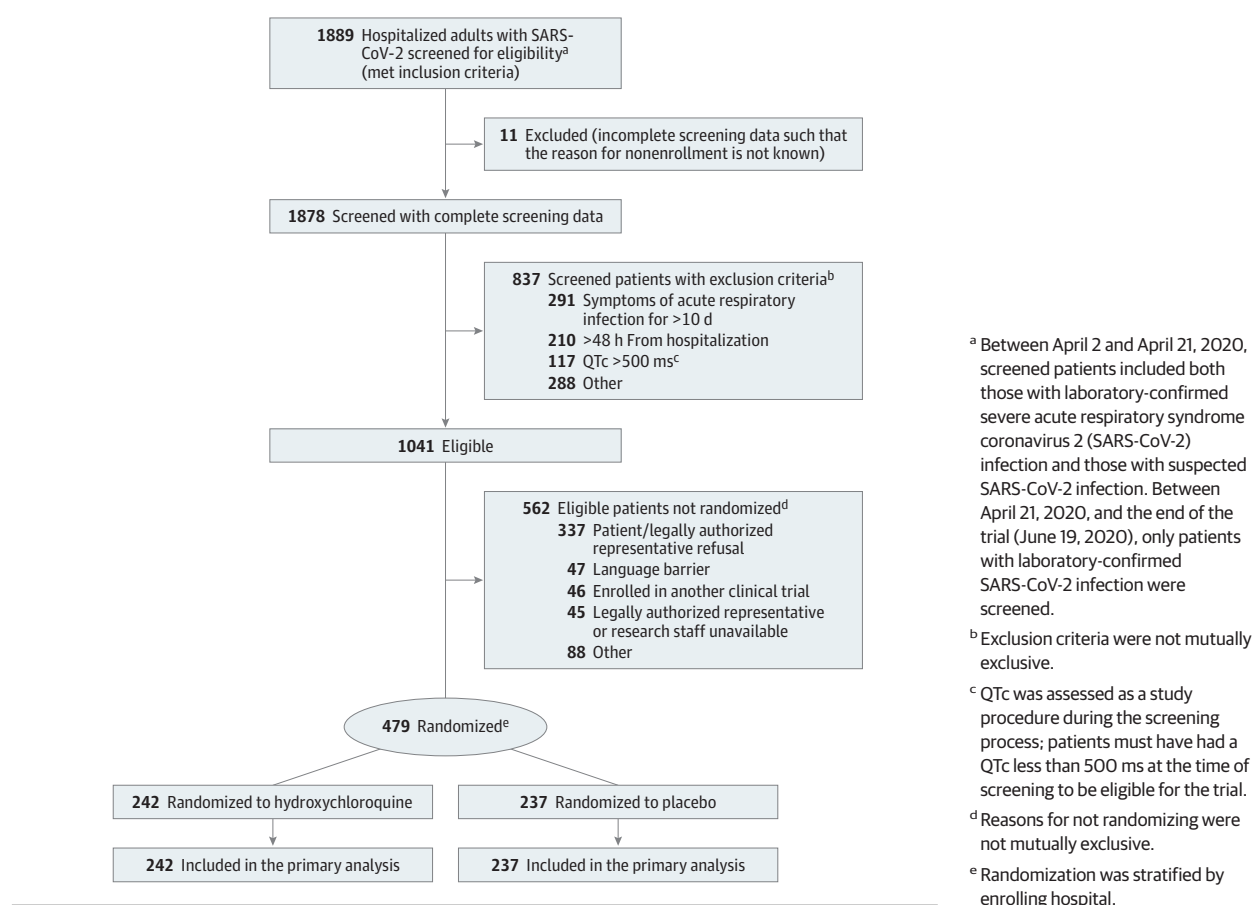 1889 Hospitalized adults with SARS-
CoV-2 screened for eligibilityᵃ
(met inclusion criteria)
11 Excluded (incomplete screening data such that
the reason for nonenrollment is not known)
1878 Screened with complete screening data
837 Screened patients with exclusion criteriaᵇ
291 Symptoms of acute respiratory
infection for >10 d
210 >48 h From hospitalization
117 QTc >500 msᶜ
288 Other
1041 Eligible
562 Eligible patients not randomizedᵈ
337 Patient/legally authorized
representative refusal
47 Language barrier
46 Enrolled in another clinical trial
45 Legally authorized representative
or research staff unavailable
88 Other
479 Randomizedᵉ
242 Randomized to hydroxychloroquine
237 Randomized to placebo
242 Included in the primary analysis
237 Included in the primary analysis
ᵃ Between April 2 and April 21, 2020,
screened patients included both
those with laboratory-confirmed
severe acute respiratory syndrome
coronavirus 2 (SARS-CoV-2)
infection and those with suspected
SARS-CoV-2 infection. Between
April 21, 2020, and the end of the
trial (June 19, 2020), only patients
with laboratory-confirmed
SARS-CoV-2 infection were
screened.
ᵇ Exclusion criteria were not mutually
exclusive.
ᶜ QTc was assessed as a study
procedure during the screening
process; patients must have had a
QTc less than 500 ms at the time of
screening to be eligible for the trial.
ᵈ Reasons for not randomizing were
not mutually exclusive.
ᵉ Randomization was stratified by
enrolling hospital.